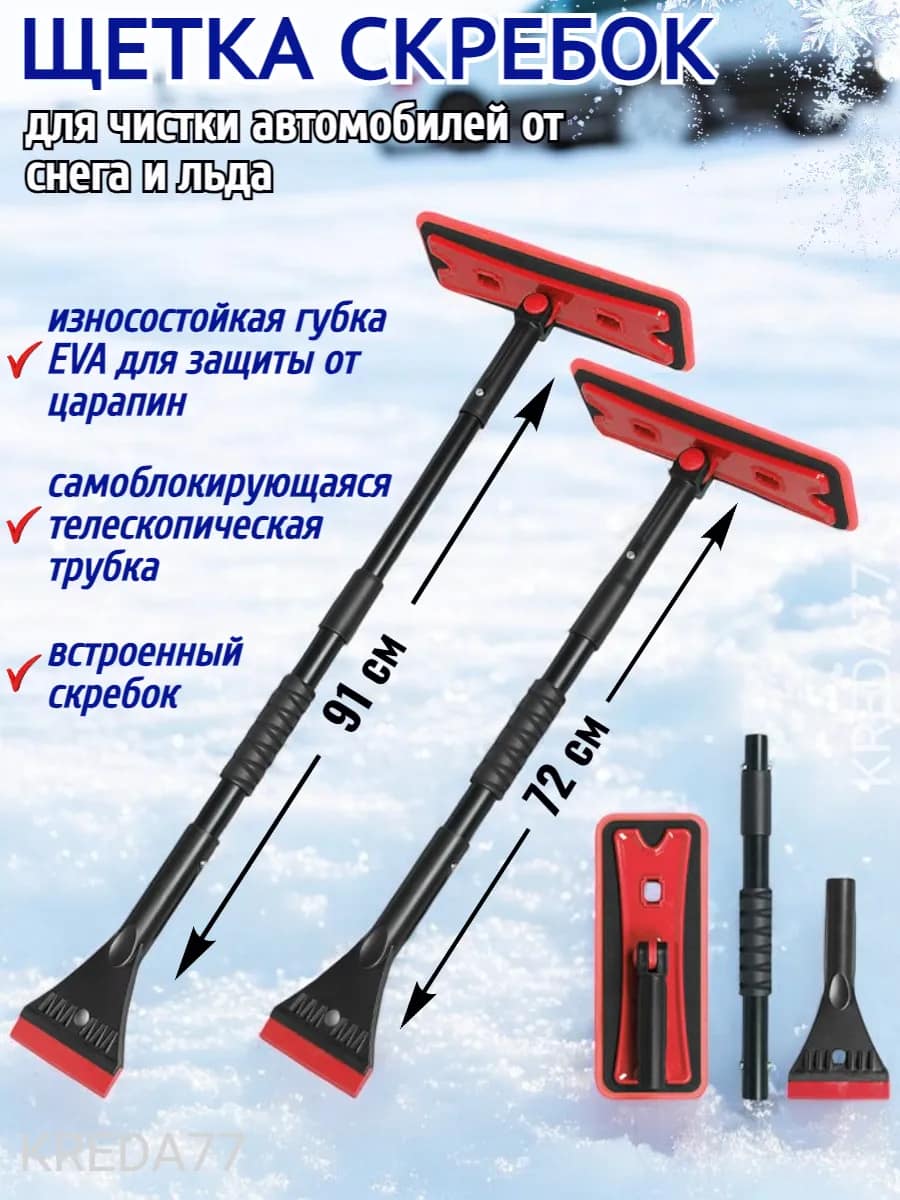 ЩЕТКА СКРЕБОК
для чистки автомобилей от
снега и льда
износостойкая губка
EVA для защиты от
царапин
самоблокирующаяся
телескопическая
трубка
встроенный
скребок
91 см
72 см
KREDA77
KREDA77